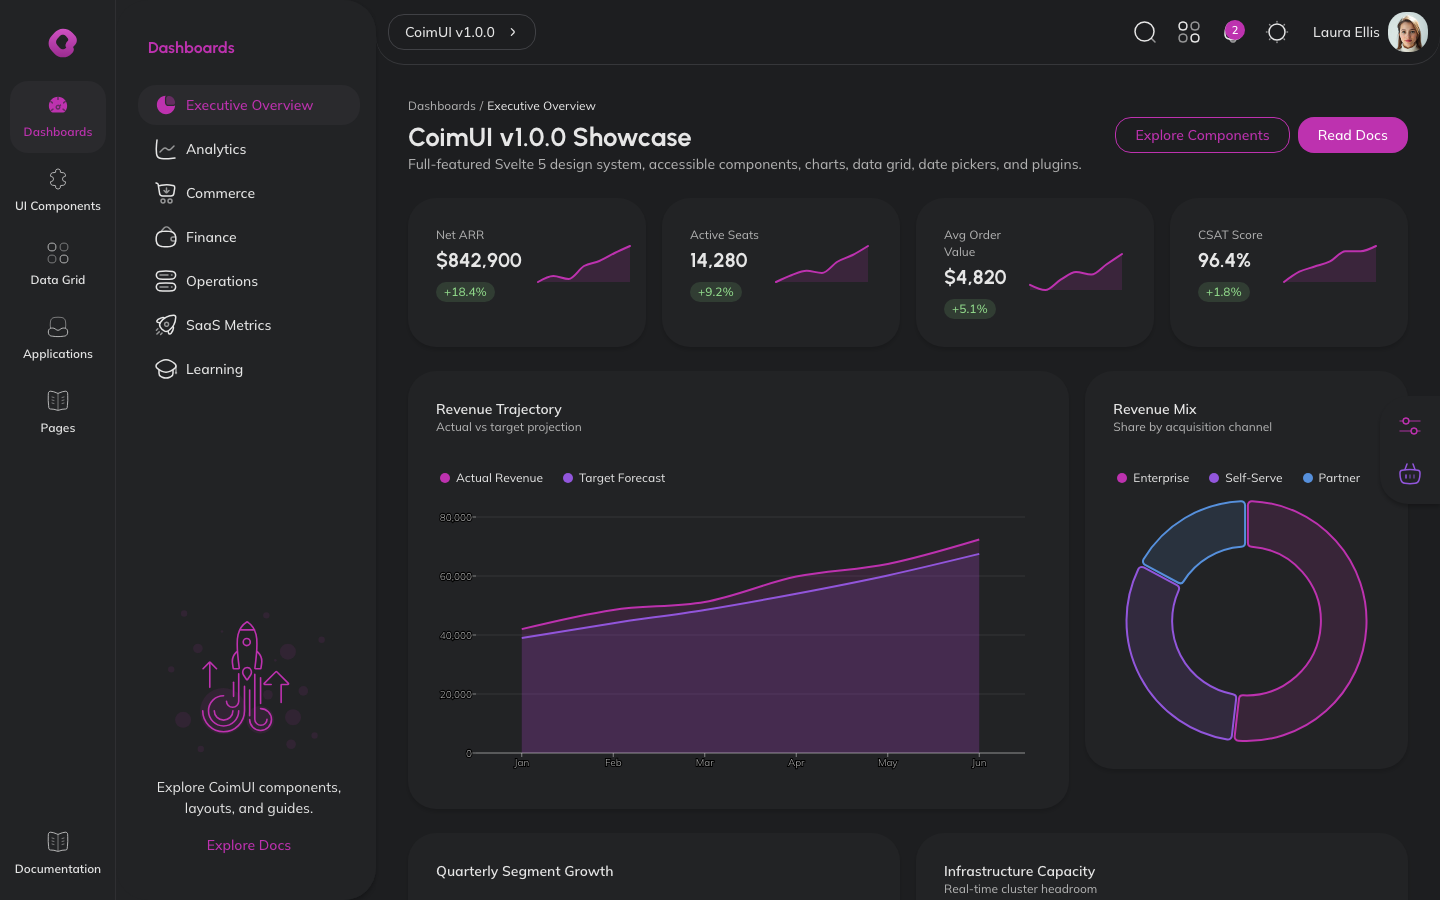 Dashboards
UI Components
Data Grid
Applications
Pages
Documentation
Dashboards
Executive Overview
Analytics
Commerce
Finance
Operations
SaaS Metrics
Learning
Explore CoimUI components,
layouts, and guides.
Explore Docs
CoimUI v1.0.0
2
Laura Ellis
Dashboards / Executive Overview
CoimUI v1.0.0 Showcase
Full-featured Svelte 5 design system, accessible components, charts, data grid, date pickers, and plugins.
Explore Components
Read Docs
Net ARR
$842,900
+18.4%
Active Seats
14,280
+9.2%
Avg Order
Value
$4,820
+5.1%
CSAT Score
96.4%
+1.8%
Revenue Trajectory
Actual vs target projection
Actual Revenue
Target Forecast
80,000
60,000
40,000
20,000
0
Jan
Feb
Mar
Apr
May
Jun
Revenue Mix
Share by acquisition channel
Enterprise
Self-Serve
Partner
Quarterly Segment Growth
Infrastructure Capacity
Real-time cluster headroom